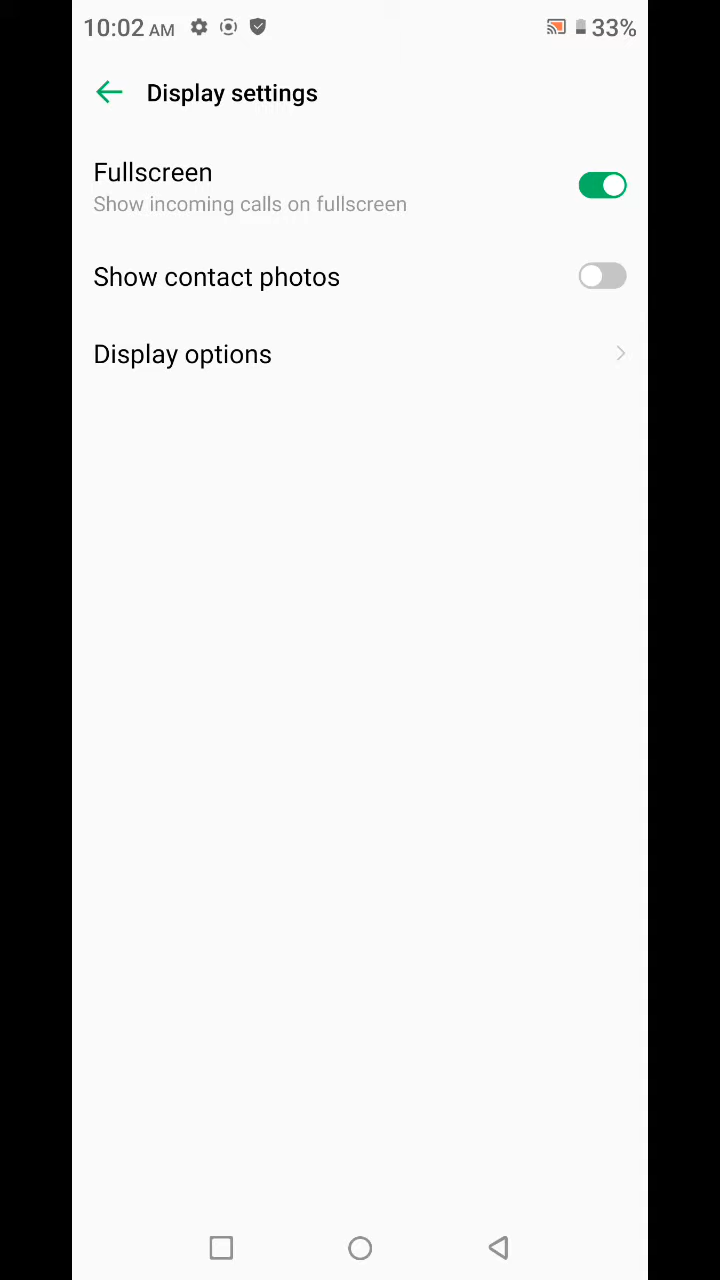 10:02 AM 33%
Display settings
Fullscreen
Show incoming calls on fullscreen
Show contact photos
Display options